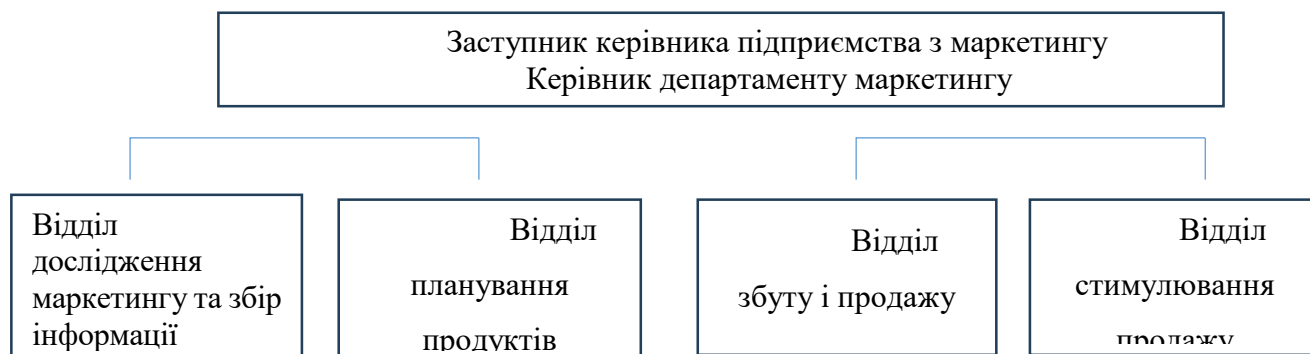 Заступник керівника підприємства з маркетингу
Керівник департаменту маркетингу
Відділ
дослідження
маркетингу та збір
інформації
Відділ
планування
продуктів
Відділ
збуту і продажу
Відділ
стимулювання
продажу